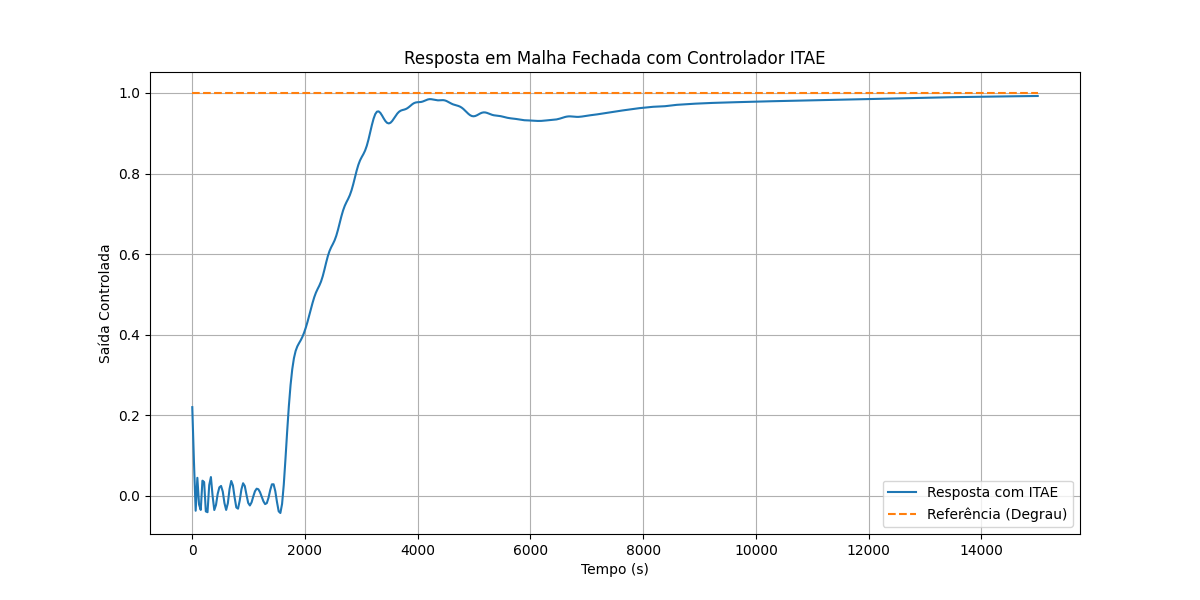 Resposta em Malha Fechada com Controlador ITAE
Saída Controlada
1.0
0.8
0.6
0.4
0.2
0.0
0
2000
4000
6000
8000
10000
12000
14000
Tempo (s)
Resposta com ITAE
Referência (Degrau)